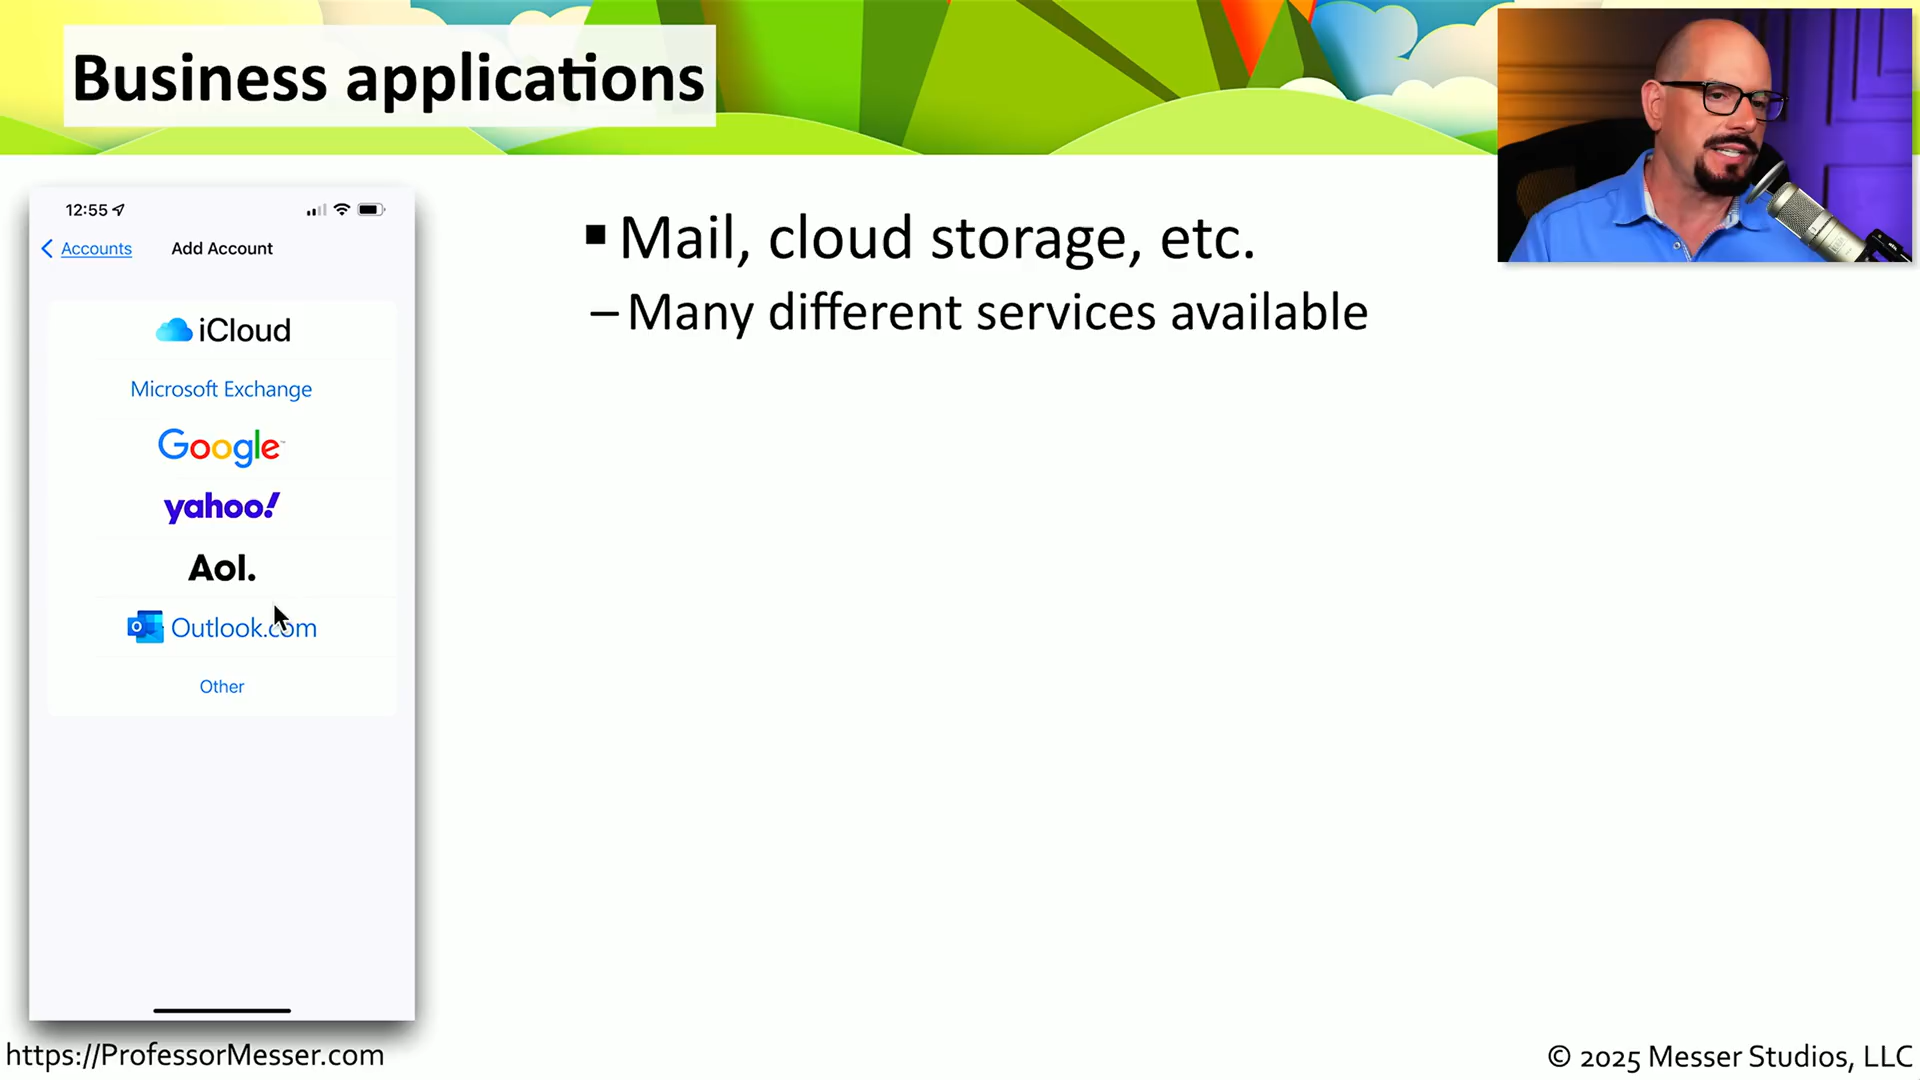 Business applications
12:55
Accounts
Add Account
iCloud
Microsoft Exchange
Google
yahoo!
Aol.
Outlook.com
Other
▪ Mail, cloud storage, etc.
– Many different services available
https://ProfessorMesser.com
© 2025 Messer Studios, LLC